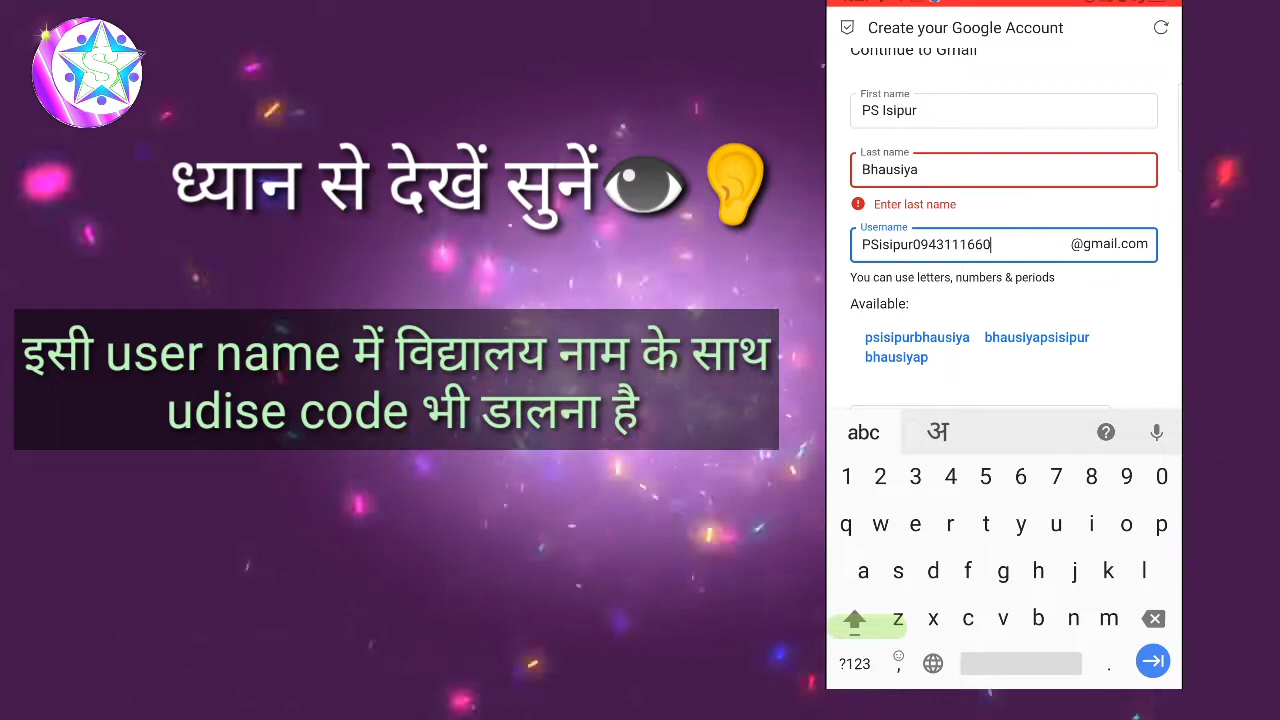 ध्यान से देखें सुनें
इसी user name में विद्यालय नाम के साथ
udise code भी डालना है
Create your Google Account
Continue to Gmail
First name
PS Isipur
Last name
Bhausiya
Enter last name
Username
PSisipur0943111660 @gmail.com
You can use letters, numbers & periods
Available:
psisipurbhausiya bhausiyapsisipur
bhausiyap
abc अ
1 2 3 4 5 6 7 8 9 0
q w e r t y u i o p
a s d f g h j k l
z x c v b n m
?123 , .